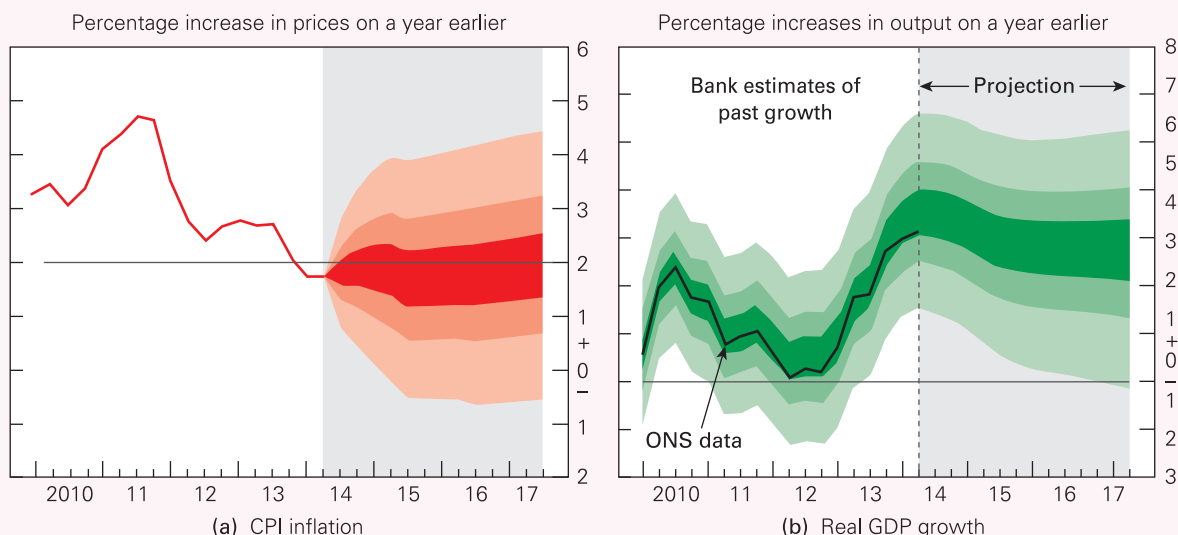 Percentage increase in prices on a year earlier
6
5
4
3
2
1
+
0
–
1
2
2010 11 12 13 14 15 16 17
(a) CPI inflation
Percentage increases in output on a year earlier
Bank estimates of
past growth
Projection
ONS data
8
7
6
5
4
3
2
1
+
0
–
1
2
3
2010 11 12 13 14 15 16 17
(b) Real GDP growth